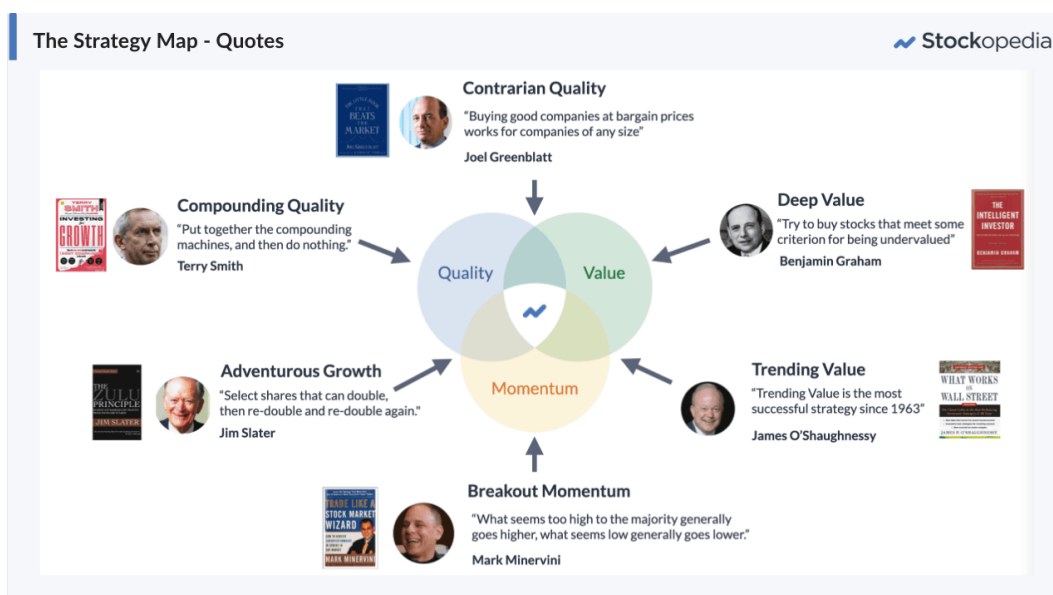 The Strategy Map - Quotes
Stockopedia
Contrarian Quality
“Buying good companies at bargain prices
works for companies of any size”
Joel Greenblatt
BEATS
MARKET
Compounding Quality
“Put together the compounding
machines, and then do nothing.”
Terry Smith
TERRY
SMITH
INVESTING
GROWTH
Deep Value
“Try to buy stocks that meet some
criterion for being undervalued”
Benjamin Graham
THE
INTELLIGENT
INVESTOR
BENJAMIN GRAHAM
Quality
Value
Momentum
Adventurous Growth
“Select shares that can double,
then re-double and re-double again.”
Jim Slater
THE
ZULU
PRINCIPLE
JIM SLATER
Trending Value
“Trending Value is the most
successful strategy since 1963”
James O’Shaughnessy
WHAT WORKS
ON
WALL STREET
JAMES P. O'SHAUGHNESSY
Breakout Momentum
“What seems too high to the majority generally
goes higher, what seems low generally goes lower.”
Mark Minervini
TRADE LIKE A
STOCK MARKET
WIZARD
MARK MINERVINI